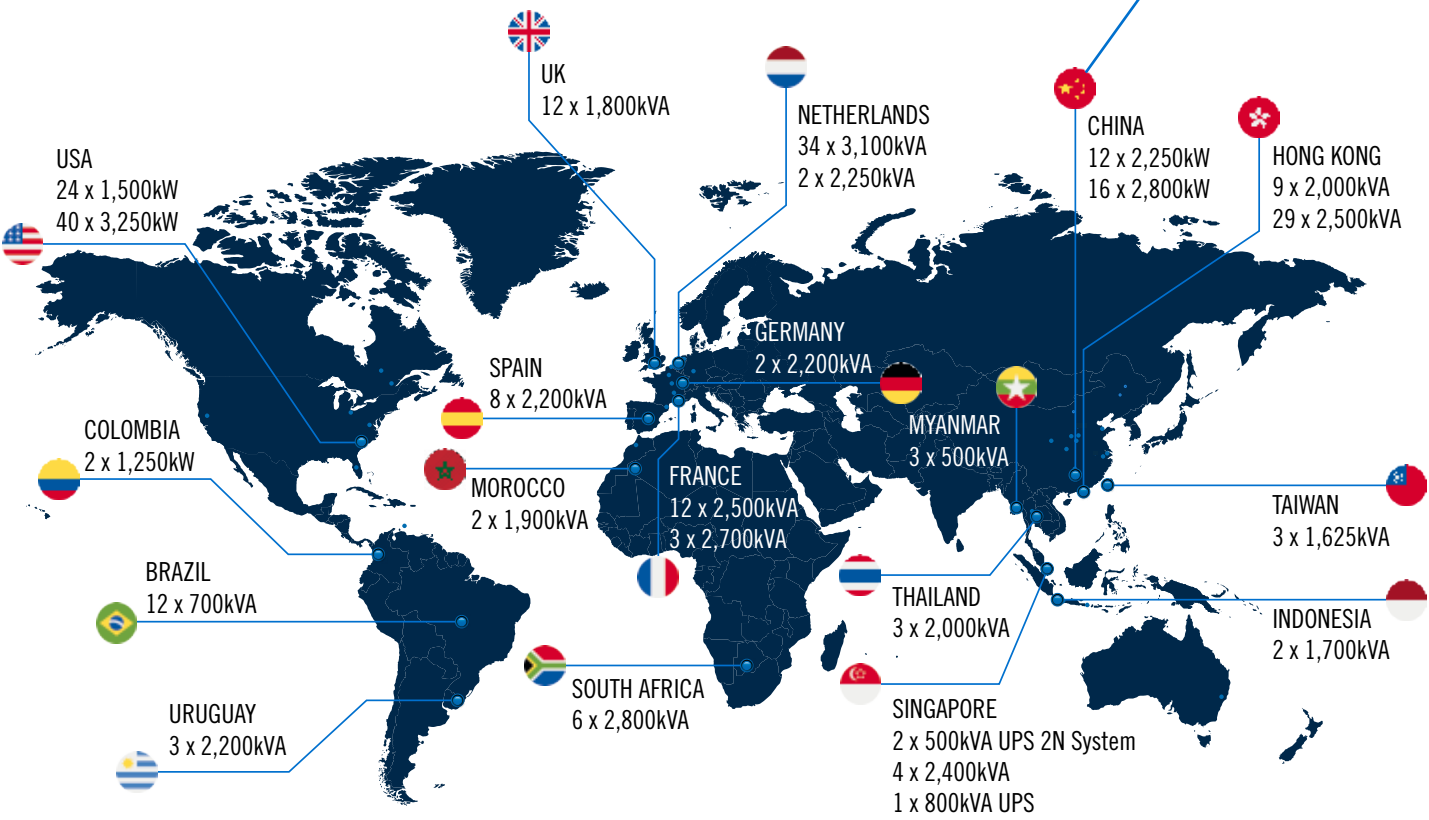 UK
12 x 1,800kVA
NETHERLANDS
34 x 3,100kVA
2 x 2,250kVA
CHINA
12 x 2,250kW
16 x 2,800kW
HONG KONG
9 x 2,000kVA
29 x 2,500kVA
USA
24 x 1,500kW
40 x 3,250kW
GERMANY
2 x 2,200kVA
SPAIN
8 x 2,200kVA
MYANMAR
3 x 500kVA
COLOMBIA
2 x 1,250kW
MOROCCO
2 x 1,900kVA
FRANCE
12 x 2,500kVA
3 x 2,700kVA
TAIWAN
3 x 1,625kVA
BRAZIL
12 x 700kVA
THAILAND
3 x 2,000kVA
INDONESIA
2 x 1,700kVA
SOUTH AFRICA
6 x 2,800kVA
URUGUAY
3 x 2,200kVA
SINGAPORE
2 x 500kVA UPS 2N System
4 x 2,400kVA
1 x 800kVA UPS